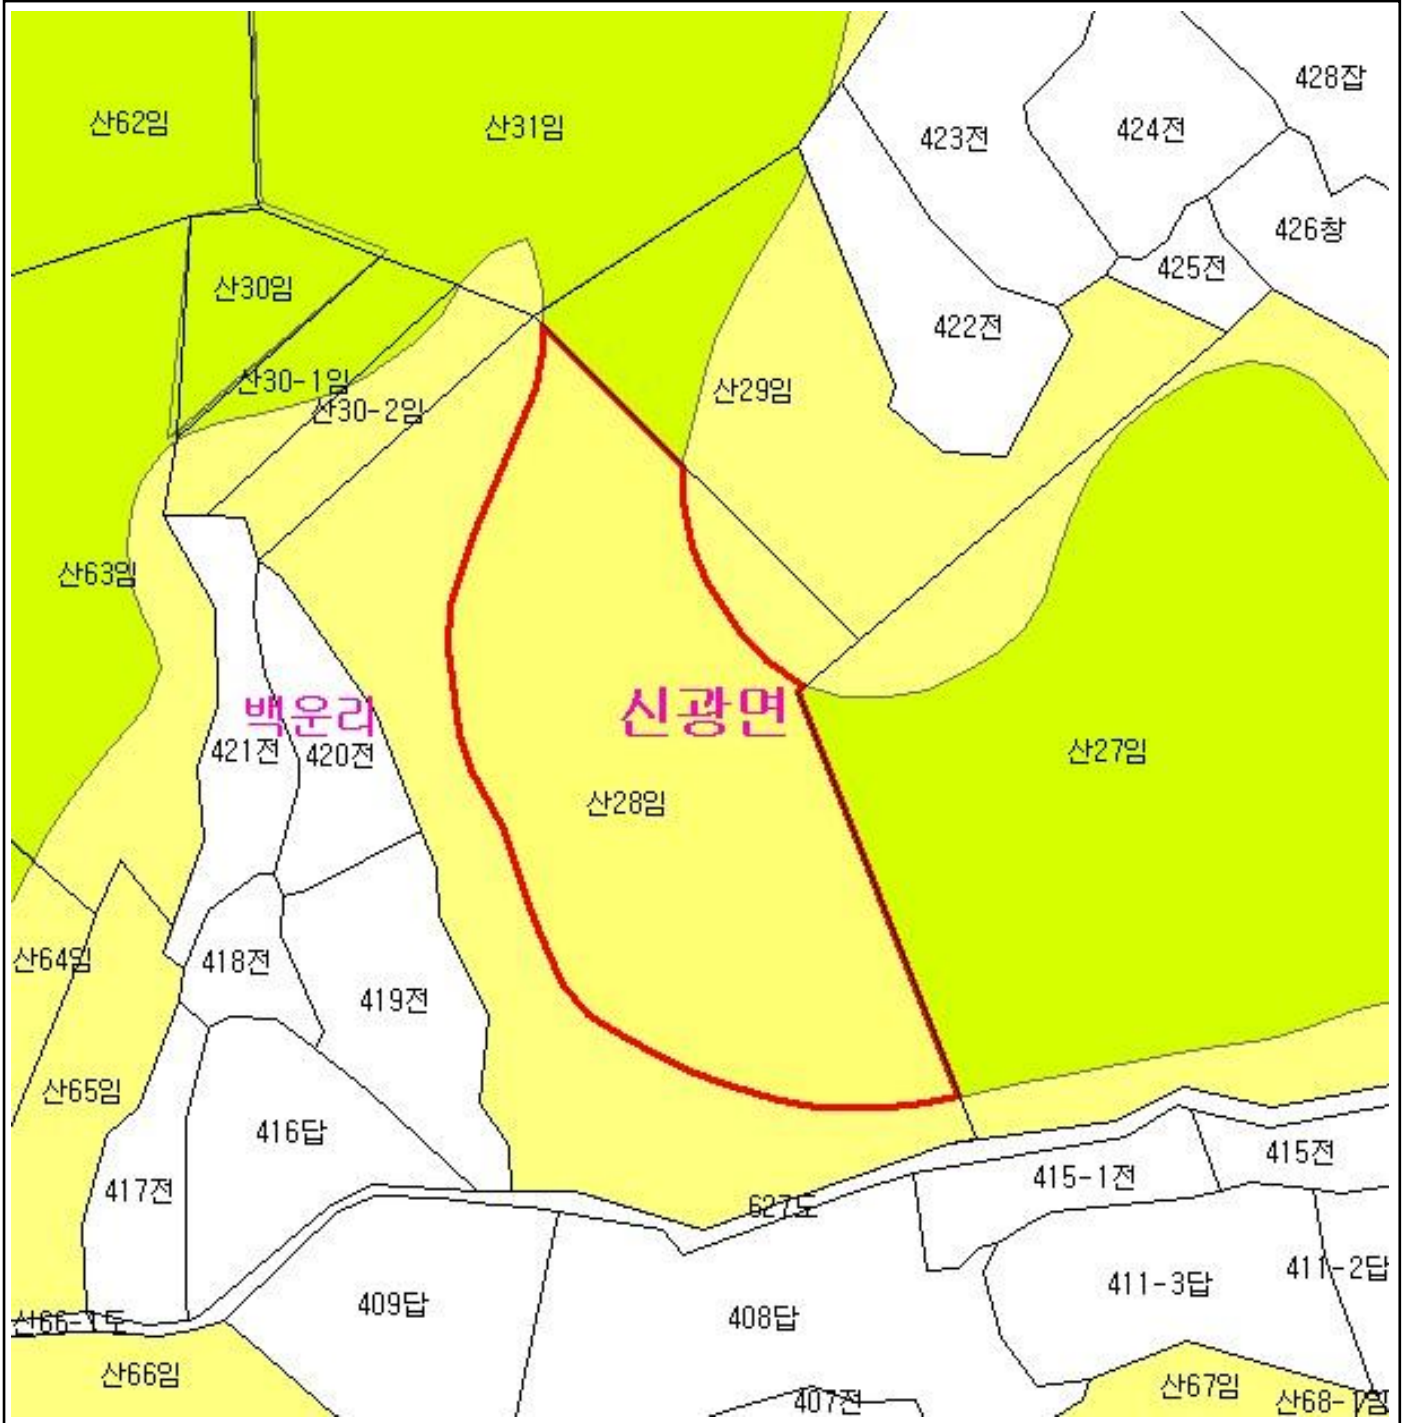 428잡
산62임
산31임
423전
424전
426창
425전
산30임
422전
산30-1임
산29임
산30-2임
산63임
백운리
신광면
421전
420전
산27임
산28임
산64임
418전
419전
산65임
416답
415전
415-1전
417전
627도
411-2답
411-3답
409답
408답
산66-1도
산66임
산67임
407전
산68-1임